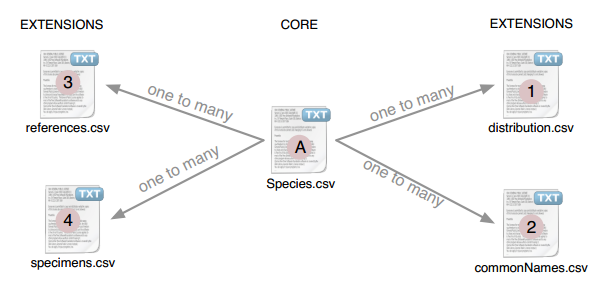 EXTENSIONS
CORE
EXTENSIONS
TXT
3
references.csv
one to many
one to many
TXT
1
distribution.csv
TXT
A
Species.csv
TXT
4
specimens.csv
one to many
one to many
TXT
2
commonNames.csv